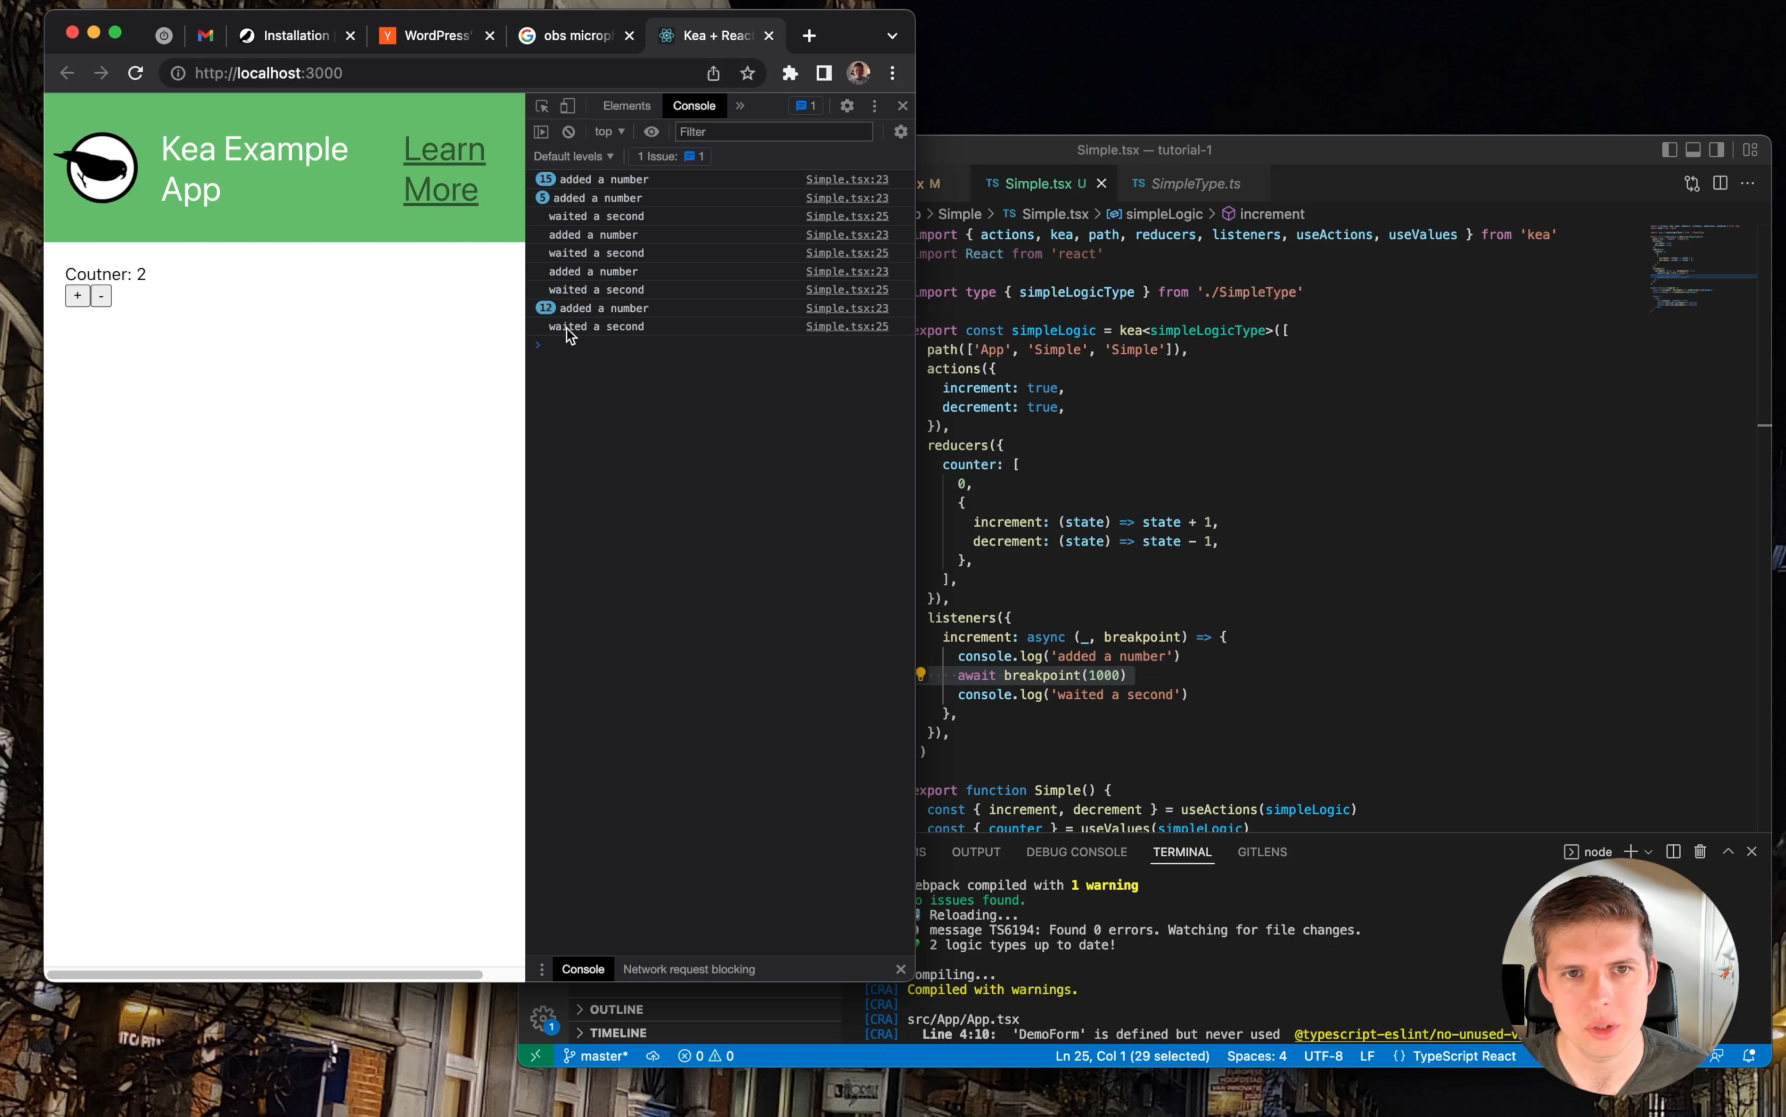 Installation
WordPress'
obs microph
Kea + React
http://localhost:3000
Kea Example App
Learn More
Coutner: 2
+
-
Elements
Console
1
top
Filter
Default levels
1 Issue:
1
15 added a number Simple.tsx:23
5 added a number Simple.tsx:23
waited a second Simple.tsx:25
added a number Simple.tsx:23
waited a second Simple.tsx:25
added a number Simple.tsx:23
waited a second Simple.tsx:25
12 added a number Simple.tsx:23
waited a second Simple.tsx:25
Console
Network request blocking
Simple.tsx — tutorial-1
x M
TS Simple.tsx U
TS SimpleType.ts
> Simple > TS Simple.tsx > simpleLogic > increment
import { actions, kea, path, reducers, listeners, useActions, useValues } from 'kea'
import React from 'react'
import type { simpleLogicType } from './SimpleType'
export const simpleLogic = kea<simpleLogicType>([
path(['App', 'Simple', 'Simple']),
actions({
increment: true,
decrement: true,
}),
reducers({
counter: [
0,
{
increment: (state) => state + 1,
decrement: (state) => state - 1,
},
],
}),
listeners({
increment: async (_, breakpoint) => {
console.log('added a number')
await breakpoint(1000)
console.log('waited a second')
},
}),
)
export function Simple() {
const { increment, decrement } = useActions(simpleLogic)
const { counter } = useValues(simpleLogic)
OUTPUT
DEBUG CONSOLE
TERMINAL
GITLENS
node
ebpack compiled with 1 warning
o issues found.
Reloading...
message TS6194: Found 0 errors. Watching for file changes.
2 logic types up to date!
ompiling...
[CRA] Compiled with warnings.
[CRA]
[CRA] src/App/App.tsx
[CRA] Line 4:10: 'DemoForm' is defined but never used @typescript-eslint/no-unused-v
OUTLINE
TIMELINE
1
master*
0
0
Ln 25, Col 1 (29 selected)
Spaces: 4
UTF-8
LF
{} TypeScript React